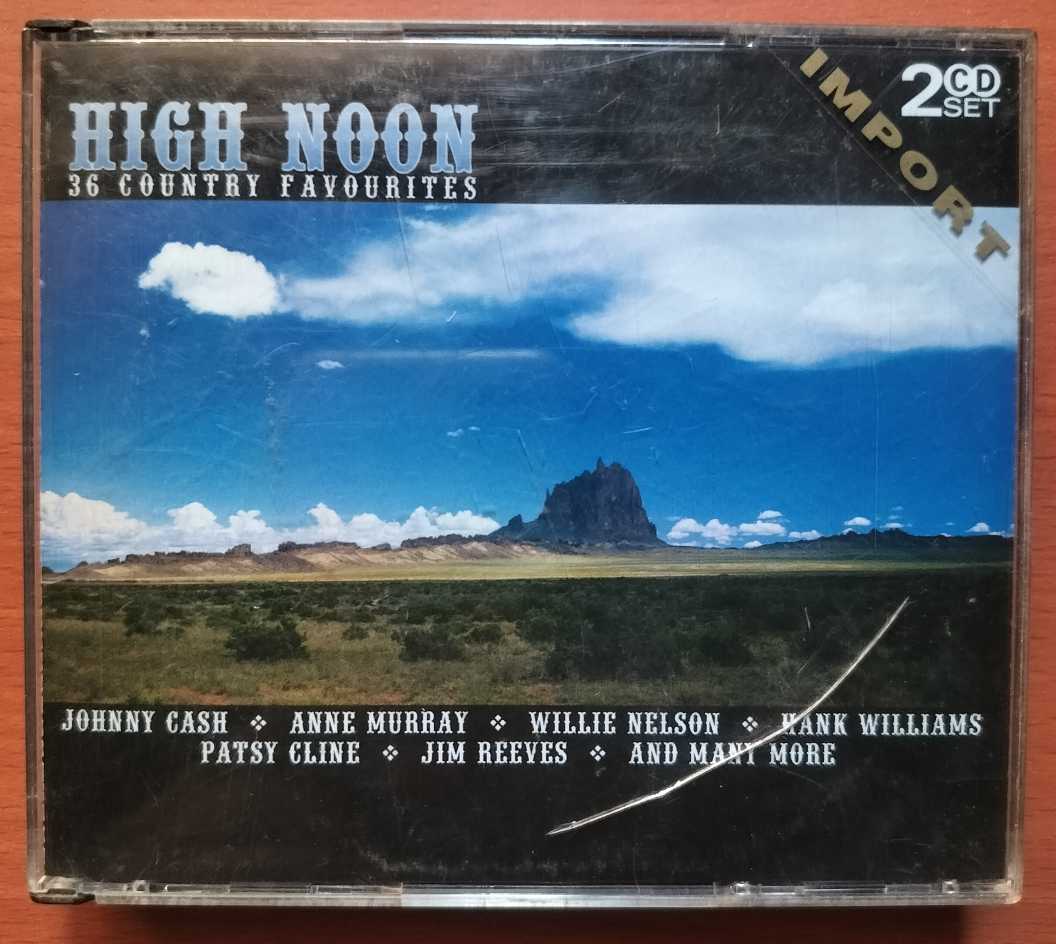 HIGH NOON
36 COUNTRY FAVOURITES
2CD
SET
IMPORT
JOHNNY CASH ❖ ANNE MURRAY ❖ WILLIE NELSON ❖ HANK WILLIAMS
PATSY CLINE ❖ JIM REEVES ❖ AND MANY MORE